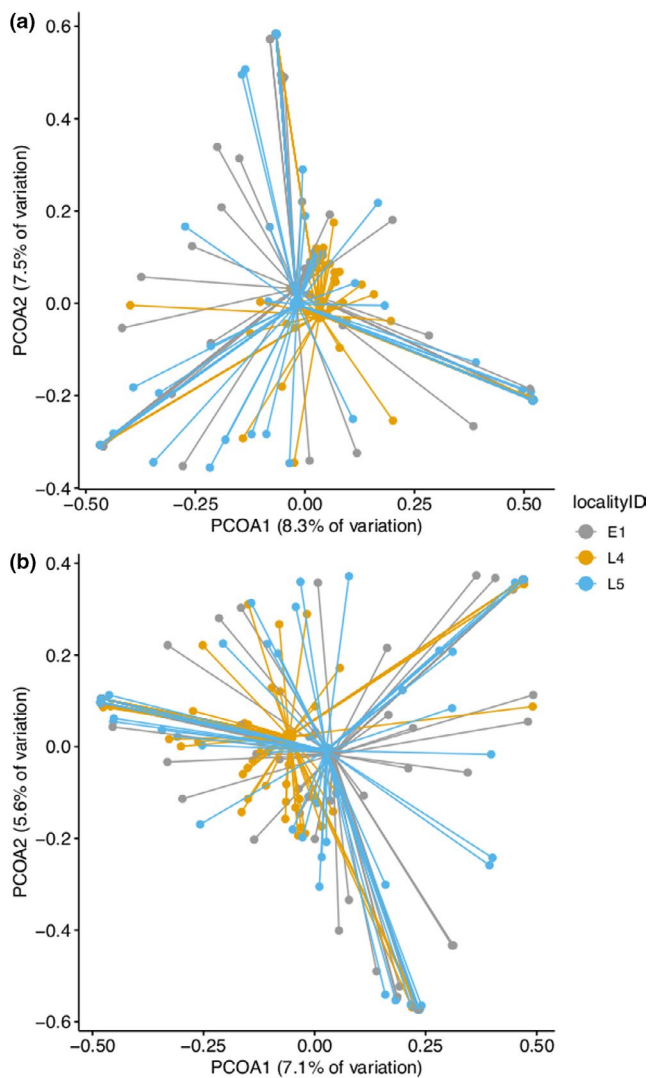 (a)
0.6
0.4
0.2
0.0
−0.2
−0.4
PCOA2 (7.5% of variation)
−0.50
−0.25
0.00
0.25
0.50
PCOA1 (8.3% of variation)
localityID
E1
L4
L5
(b)
0.4
0.2
0.0
−0.2
−0.4
−0.6
PCOA2 (5.6% of variation)
−0.50
−0.25
0.00
0.25
0.50
PCOA1 (7.1% of variation)